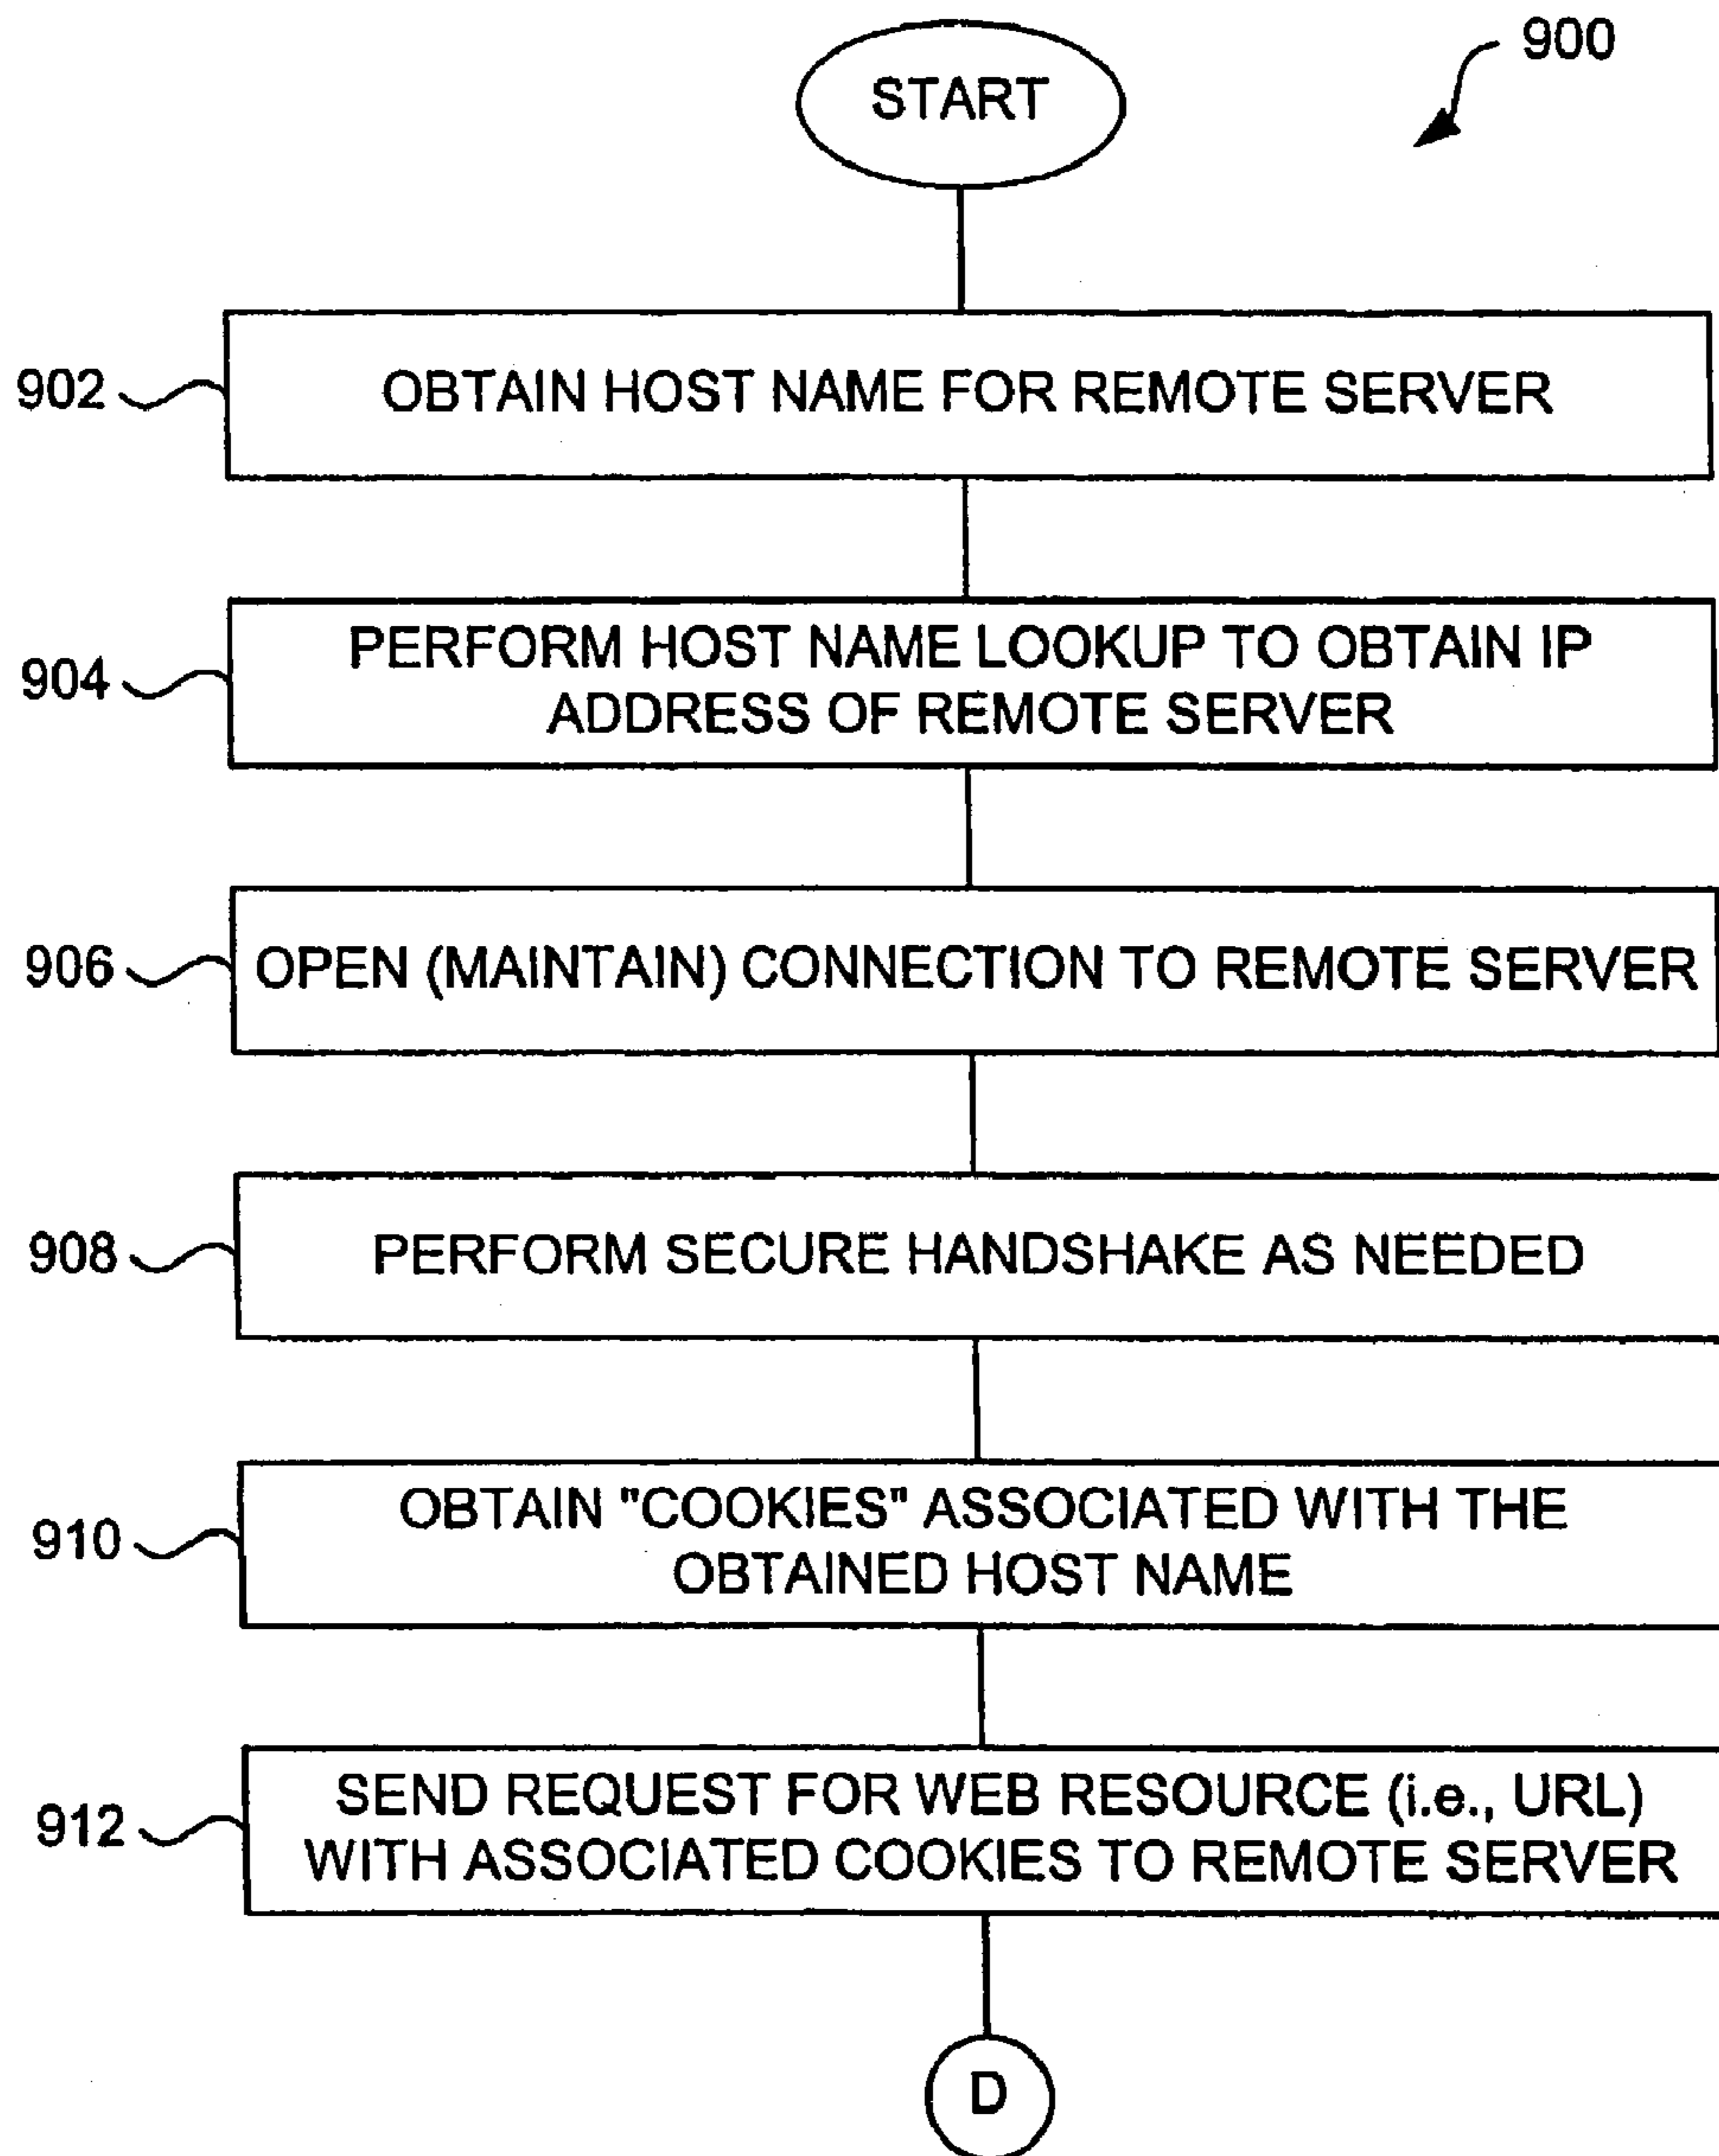 900
START
902
OBTAIN HOST NAME FOR REMOTE SERVER
904
PERFORM HOST NAME LOOKUP TO OBTAIN IP
ADDRESS OF REMOTE SERVER
906
OPEN (MAINTAIN) CONNECTION TO REMOTE SERVER
908
PERFORM SECURE HANDSHAKE AS NEEDED
910
OBTAIN "COOKIES" ASSOCIATED WITH THE
OBTAINED HOST NAME
912
SEND REQUEST FOR WEB RESOURCE (i.e., URL)
WITH ASSOCIATED COOKIES TO REMOTE SERVER
D